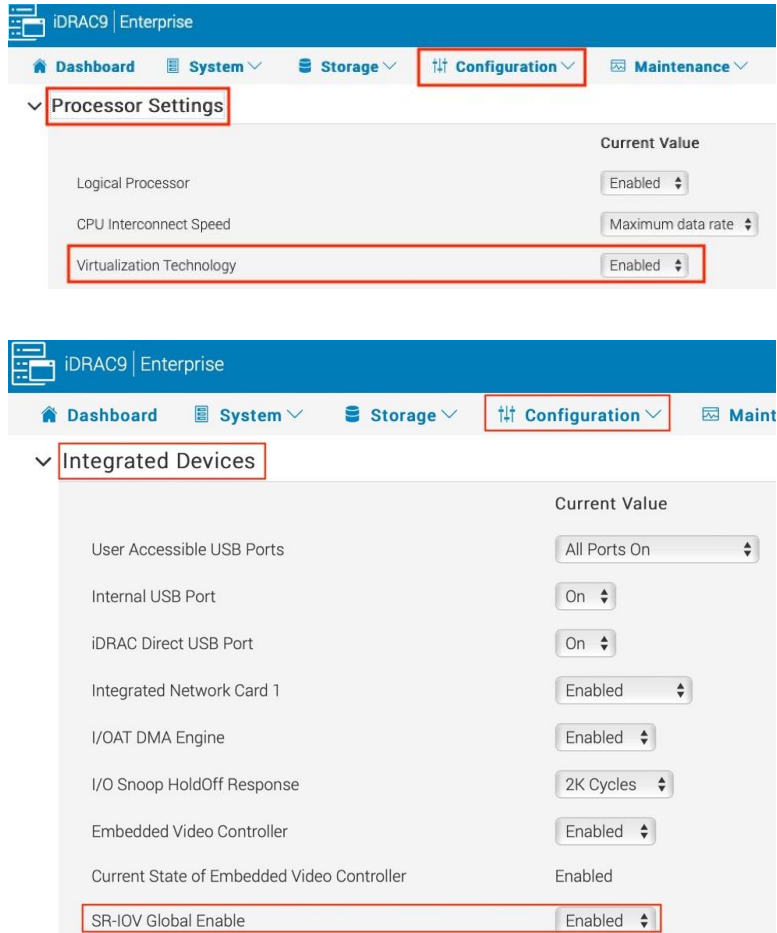 iDRAC9 | Enterprise
Dashboard System Storage Configuration Maintenance
Processor Settings
Current Value
Logical Processor Enabled
CPU Interconnect Speed Maximum data rate
Virtualization Technology Enabled
iDRAC9 | Enterprise
Dashboard System Storage Configuration Maint
Integrated Devices
Current Value
User Accessible USB Ports All Ports On
Internal USB Port On
iDRAC Direct USB Port On
Integrated Network Card 1 Enabled
I/OAT DMA Engine Enabled
I/O Snoop HoldOff Response 2K Cycles
Embedded Video Controller Enabled
Current State of Embedded Video Controller Enabled
SR-IOV Global Enable Enabled